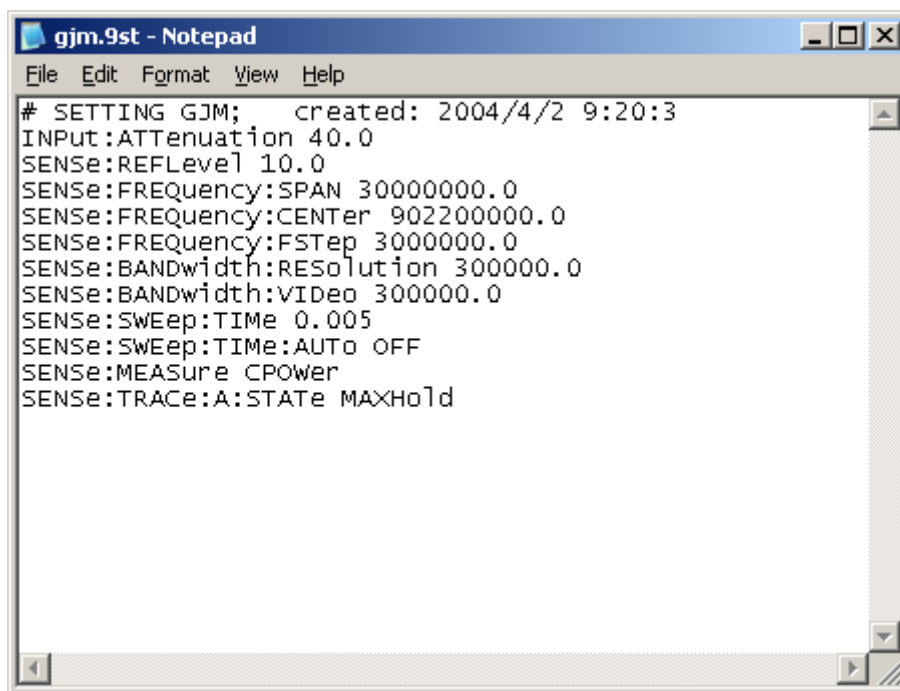 gjm.9st - Notepad
File Edit Format View Help
# SETTING GJM;   created: 2004/4/2 9:20:3
INPut:ATTenuation 40.0
SENSe:REFLevel 10.0
SENSe:FREQuency:SPAN 30000000.0
SENSe:FREQuency:CENTer 902200000.0
SENSe:FREQuency:FSTep 3000000.0
SENSe:BANDwidth:RESolution 300000.0
SENSe:BANDwidth:VIDeo 300000.0
SENSe:SWEep:TIMe 0.005
SENSe:SWEep:TIMe:AUTo OFF
SENSe:MEASure CPOWer
SENSe:TRACe:A:STATe MAXHold